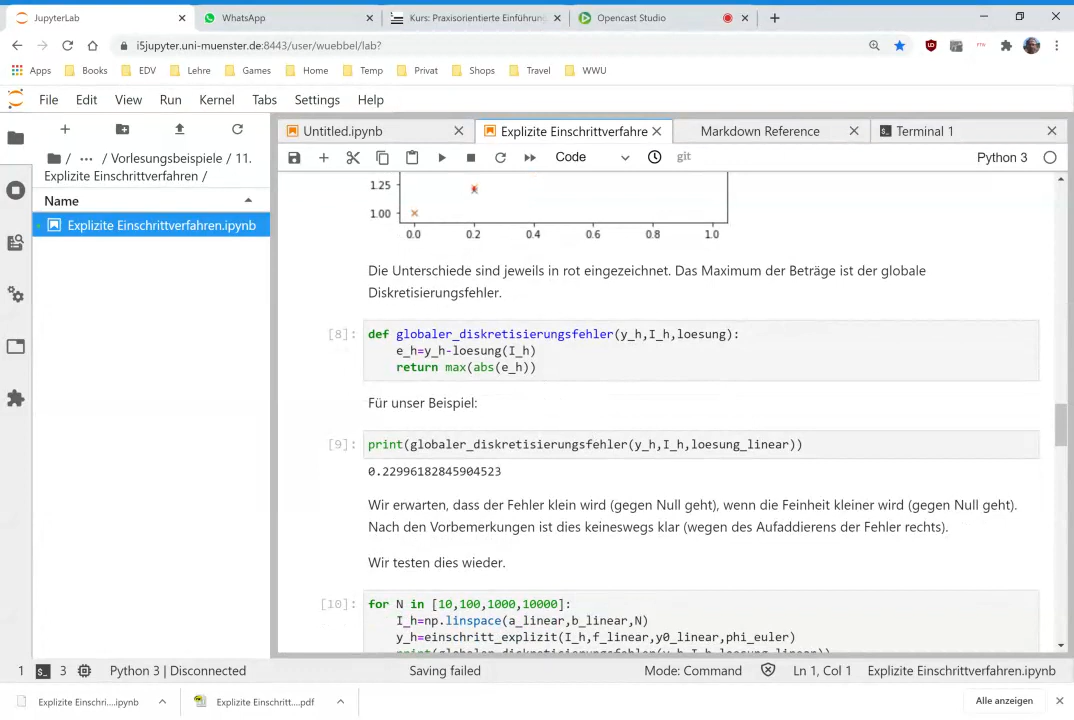 JupyterLab
WhatsApp
Kurs: Praxisorientierte Einführung
Opencast Studio
i5jupyter.uni-muenster.de:8443/user/wuebbel/lab?
Apps Books EDV Lehre Games Home Temp Privat Shops Travel WWU
File Edit View Run Kernel Tabs Settings Help
/ ··· / Vorlesungsbeispiele / 11.
Explizite Einschrittverfahren /
Name
Explizite Einschrittverfahren.ipynb
Untitled.ipynb
Explizite Einschrittverfahre
Markdown Reference
Terminal 1
Code
git
Python 3
1.25
1.00
0.0 0.2 0.4 0.6 0.8 1.0
Die Unterschiede sind jeweils in rot eingezeichnet. Das Maximum der Beträge ist der globale
Diskretisierungsfehler.
[8]: def globaler_diskretisierungsfehler(y_h,I_h,loesung):
e_h=y_h-loesung(I_h)
return max(abs(e_h))
Für unser Beispiel:
[9]: print(globaler_diskretisierungsfehler(y_h,I_h,loesung_linear))
0.22996182845904523
Wir erwarten, dass der Fehler klein wird (gegen Null geht), wenn die Feinheit kleiner wird (gegen Null geht).
Nach den Vorbemerkungen ist dies keineswegs klar (wegen des Aufaddierens der Fehler rechts).
Wir testen dies wieder.
[10]: for N in [10,100,1000,10000]:
I_h=np.linspace(a_linear,b_linear,N)
y_h=einschritt_explizit(I_h,f_linear,y0_linear,phi_euler)
print(globaler_diskretisierungsfehler(y_h,I_h,loesung_linear))
1 3 Python 3 | Disconnected Saving failed Mode: Command Ln 1, Col 1 Explizite Einschrittverfahren.ipynb
Explizite Einschri....ipynb
Explizite Einschritt....pdf
Alle anzeigen